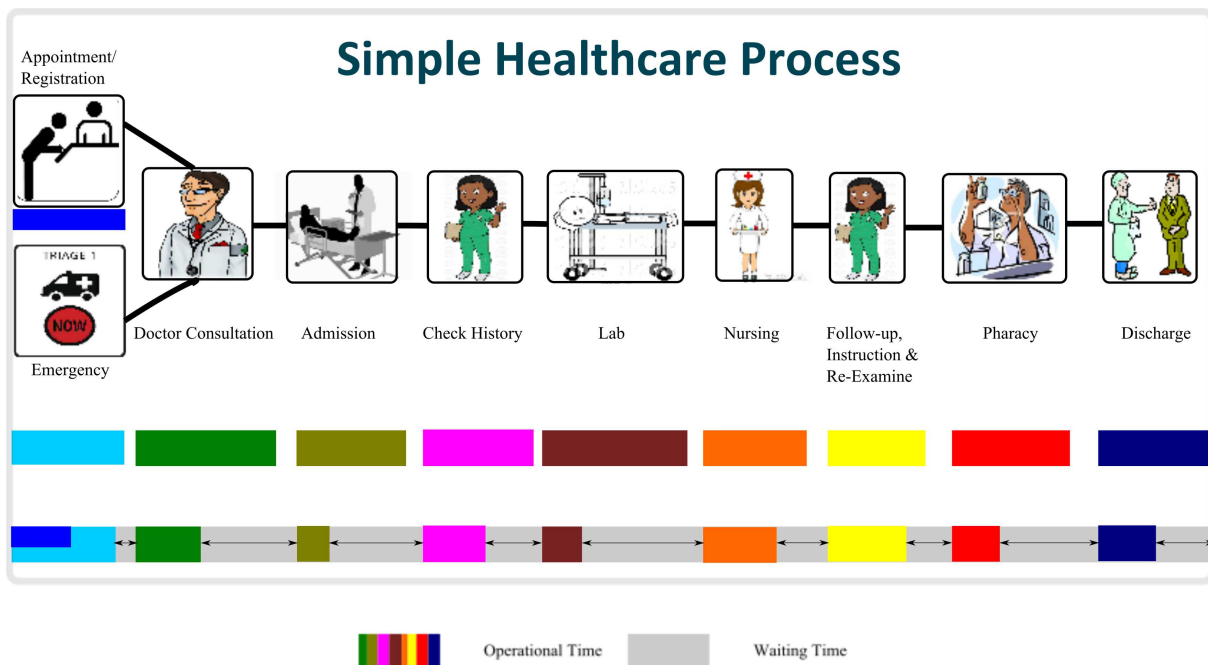 Simple Healthcare Process
Appointment/
Registration
TRIAGE 1
NOW
Emergency
Doctor Consultation
Admission
Check History
Lab
Nursing
Follow-up,
Instruction &
Re-Examine
Pharacy
Discharge
Operational Time
Waiting Time